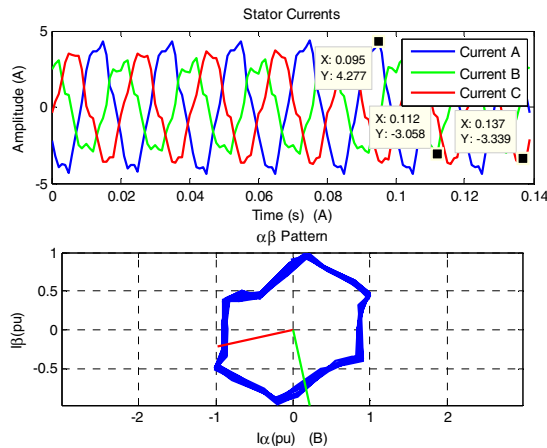 Stator Currents
5
0
-5
Amplitude (A)
X: 0.095
Y: 4.277
Current A
Current B
Current C
X: 0.112
Y: -3.058
X: 0.137
Y: -3.339
0
0.02
0.04
0.06
0.08
0.1
0.12
0.14
Time (s) (A)
αβ Pattern
1
0.5
0
-0.5
Iβ(pu)
-2
-1
0
1
2
Iα(pu) (B)